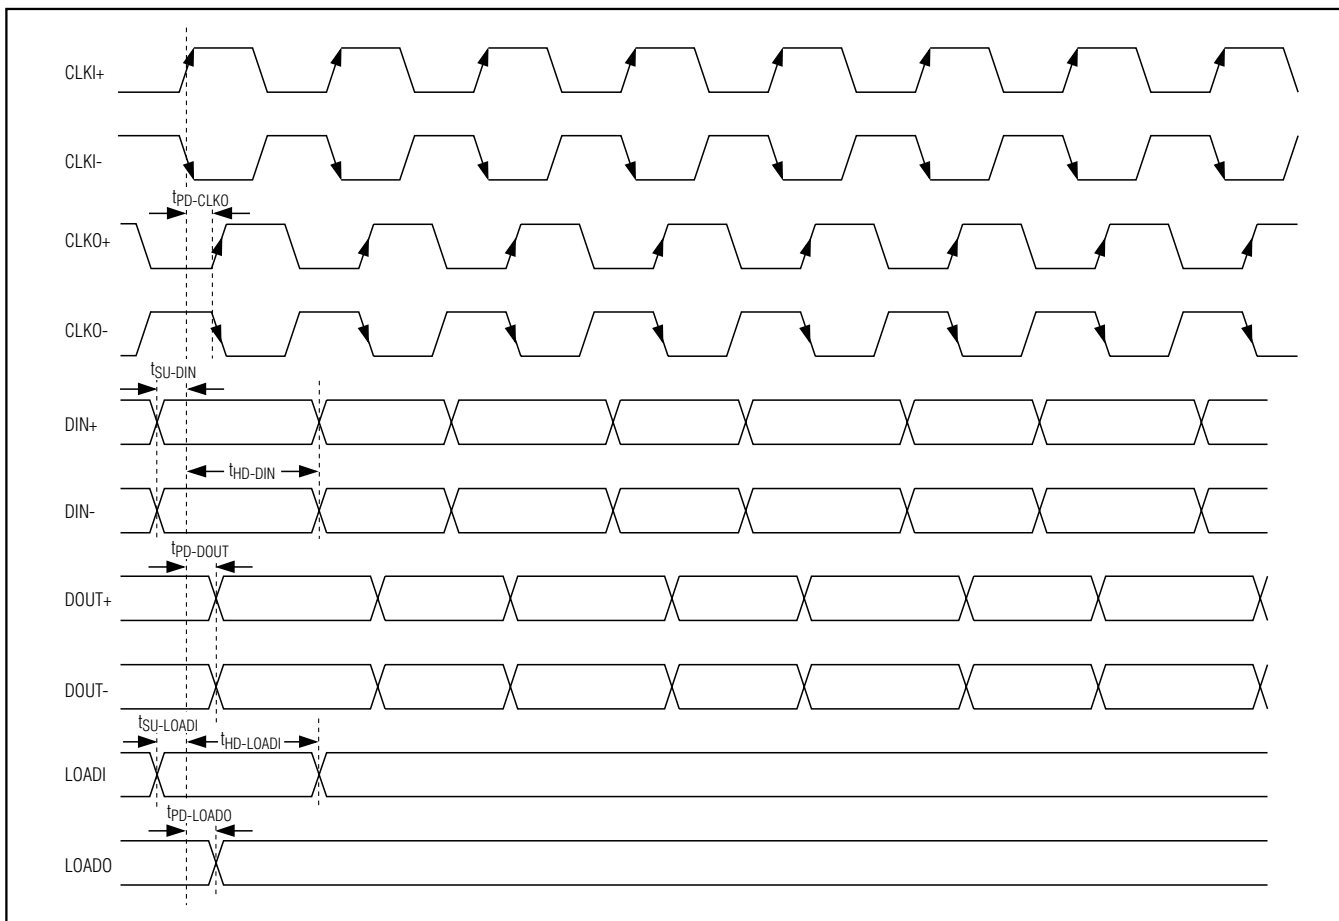 CLKI+
CLKI-
tPD-CLKO
CLKO+
CLKO-
tSU-DIN
DIN+
tHD-DIN
DIN-
tPD-DOUT
DOUT+
DOUT-
tSU-LOADI
tHD-LOADI
LOADI
tPD-LOADO
LOADO